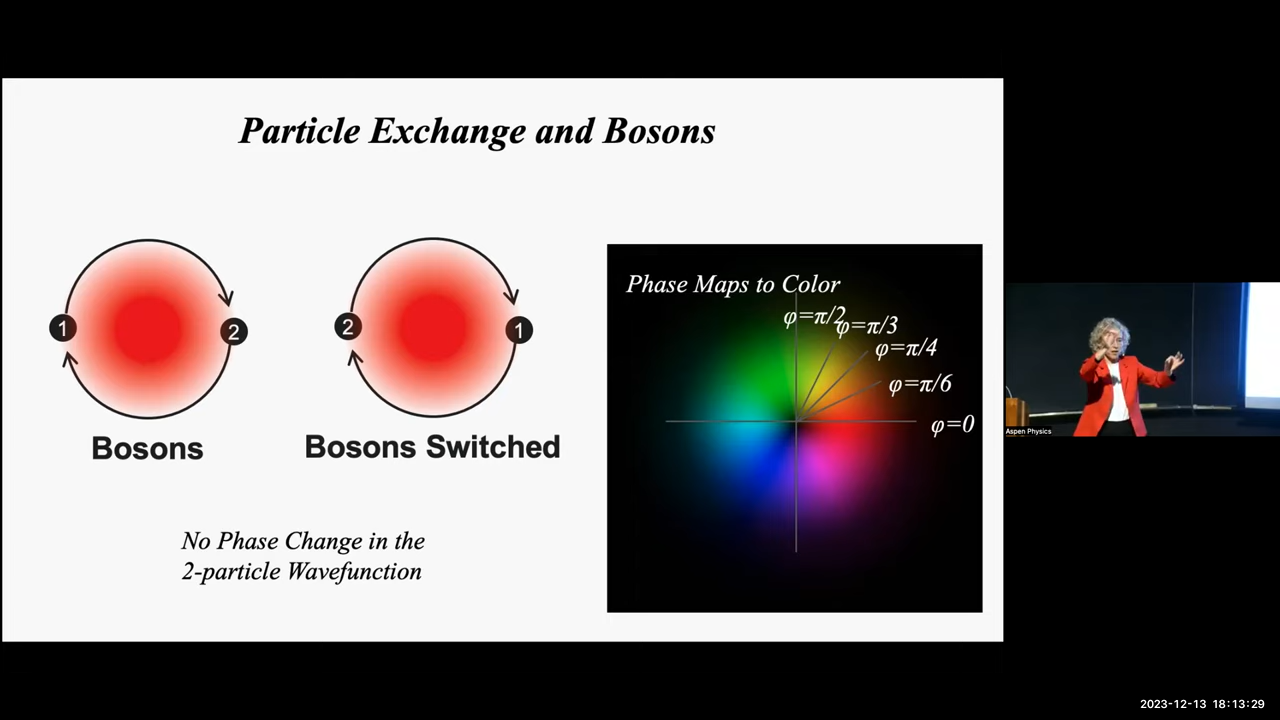 Particle Exchange and Bosons
1
2
2
1
Bosons
Bosons Switched
No Phase Change in the
2-particle Wavefunction
Phase Maps to Color
φ=π/2
φ=π/3
φ=π/4
φ=π/6
φ=0
Aspen Physics
2023-12-13 18:13:29